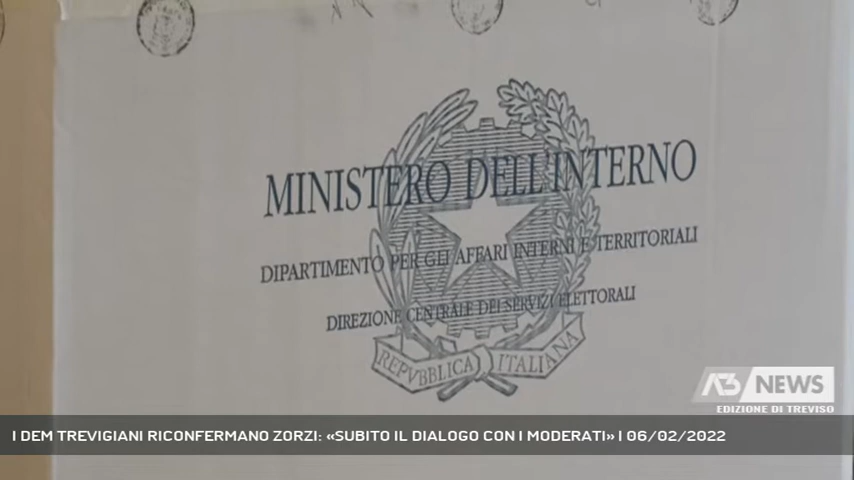 MINISTERO DELL'INTERNO
DIPARTIMENTO PER GLI AFFARI INTERNI E TERRITORIALI
DIREZIONE CENTRALE DEI SERVIZI ELETTORALI
REPVBBLICA ITALIANA
A3 NEWS
EDIZIONE DI TREVISO
I DEM TREVIGIANI RICONFERMANO ZORZI: «SUBITO IL DIALOGO CON I MODERATI» | 06/02/2022